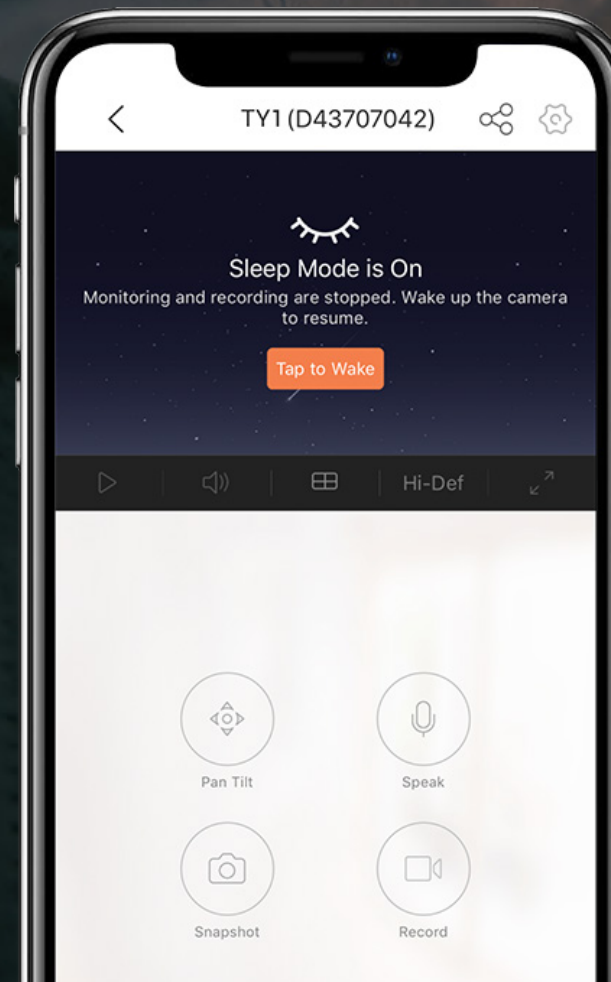 TY1(D43707042)
Sleep Mode is On
Monitoring and recording are stopped. Wake up the camera
to resume.
Tap to Wake
Hi-Def
Pan Tilt
Speak
Snapshot
Record